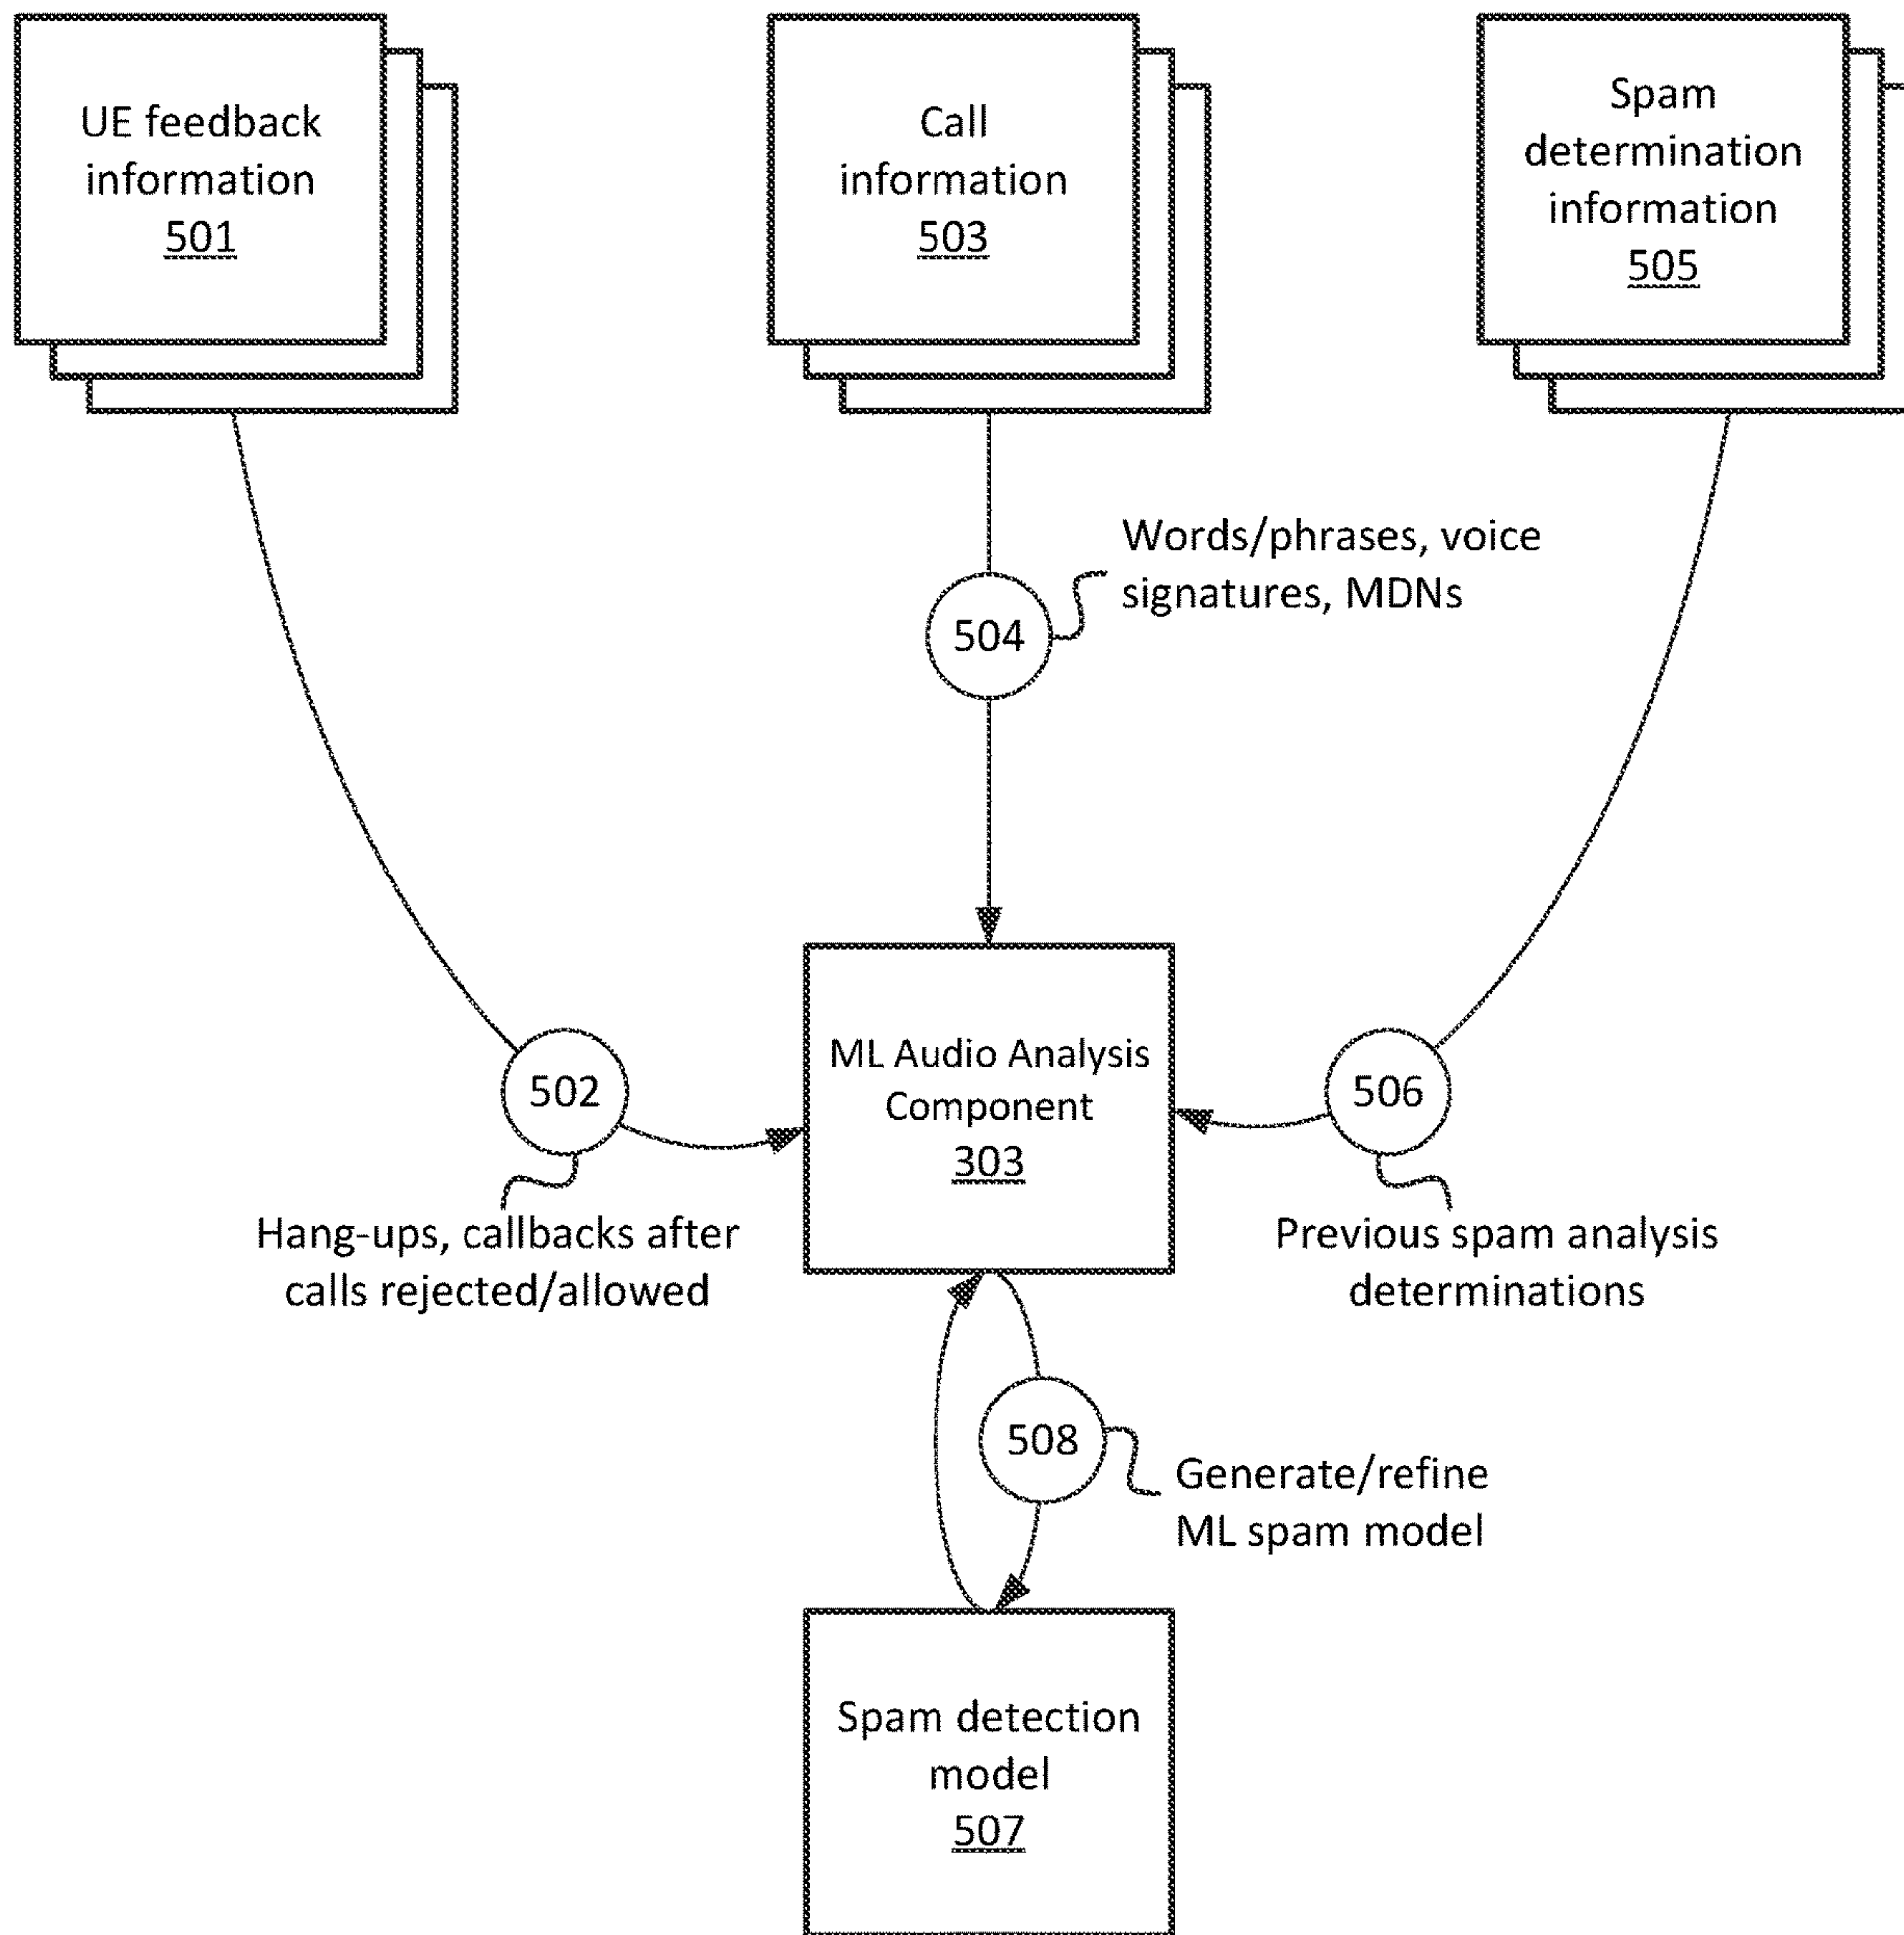 UE feedback
information
501
Call
information
503
Spam
determination
information
505
Words/phrases, voice
signatures, MDNs
504
ML Audio Analysis
Component
303
502
Hang-ups, callbacks after
calls rejected/allowed
506
Previous spam analysis
determinations
508
Generate/refine
ML spam model
Spam detection
model
507